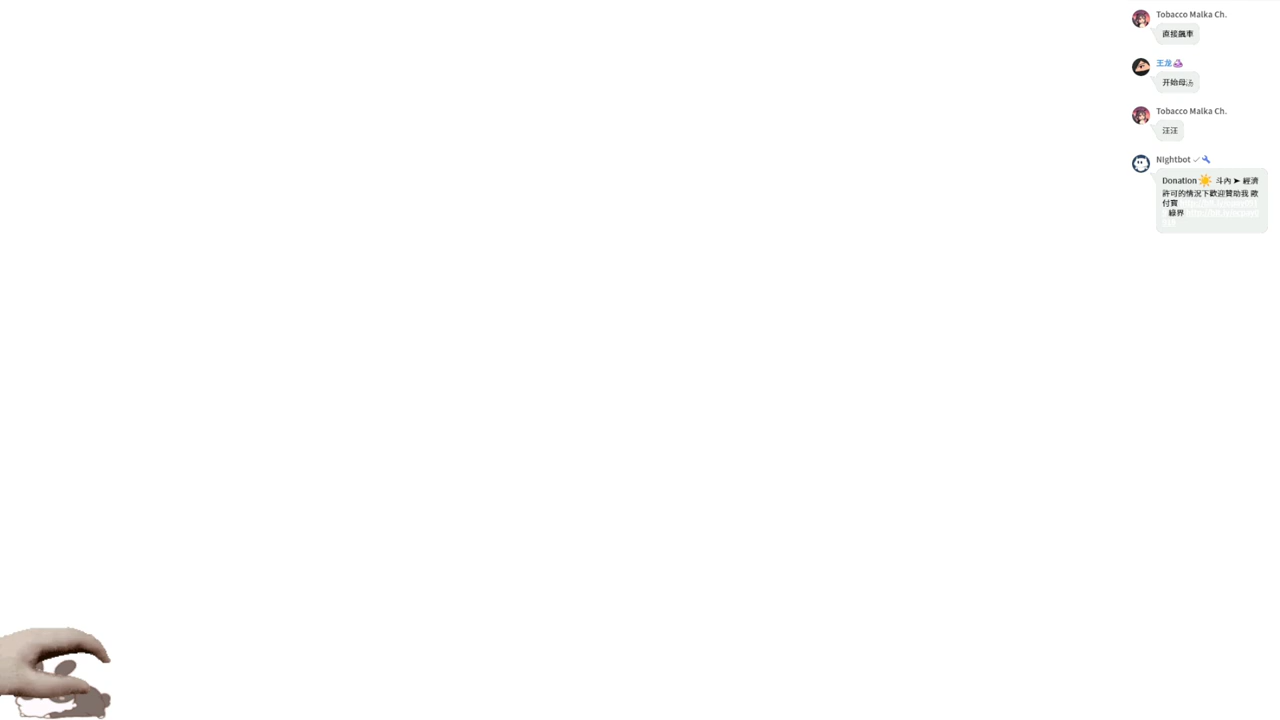 Tobacco Malka Ch.
直接飆車
王龙
开始母汤
Tobacco Malka Ch.
汪汪
Nightbot
Donation 斗內 ➤ 經濟
許可的情況下歡迎贊助我 歐
付寶
綠界